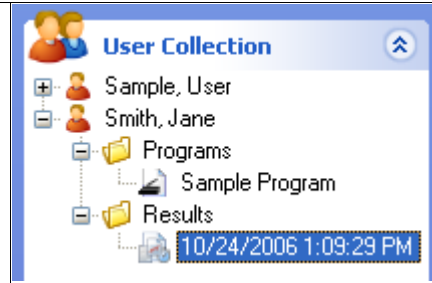 User Collection
Sample, User
Smith, Jane
Programs
Sample Program
Results
10/24/2006 1:09:29 PM